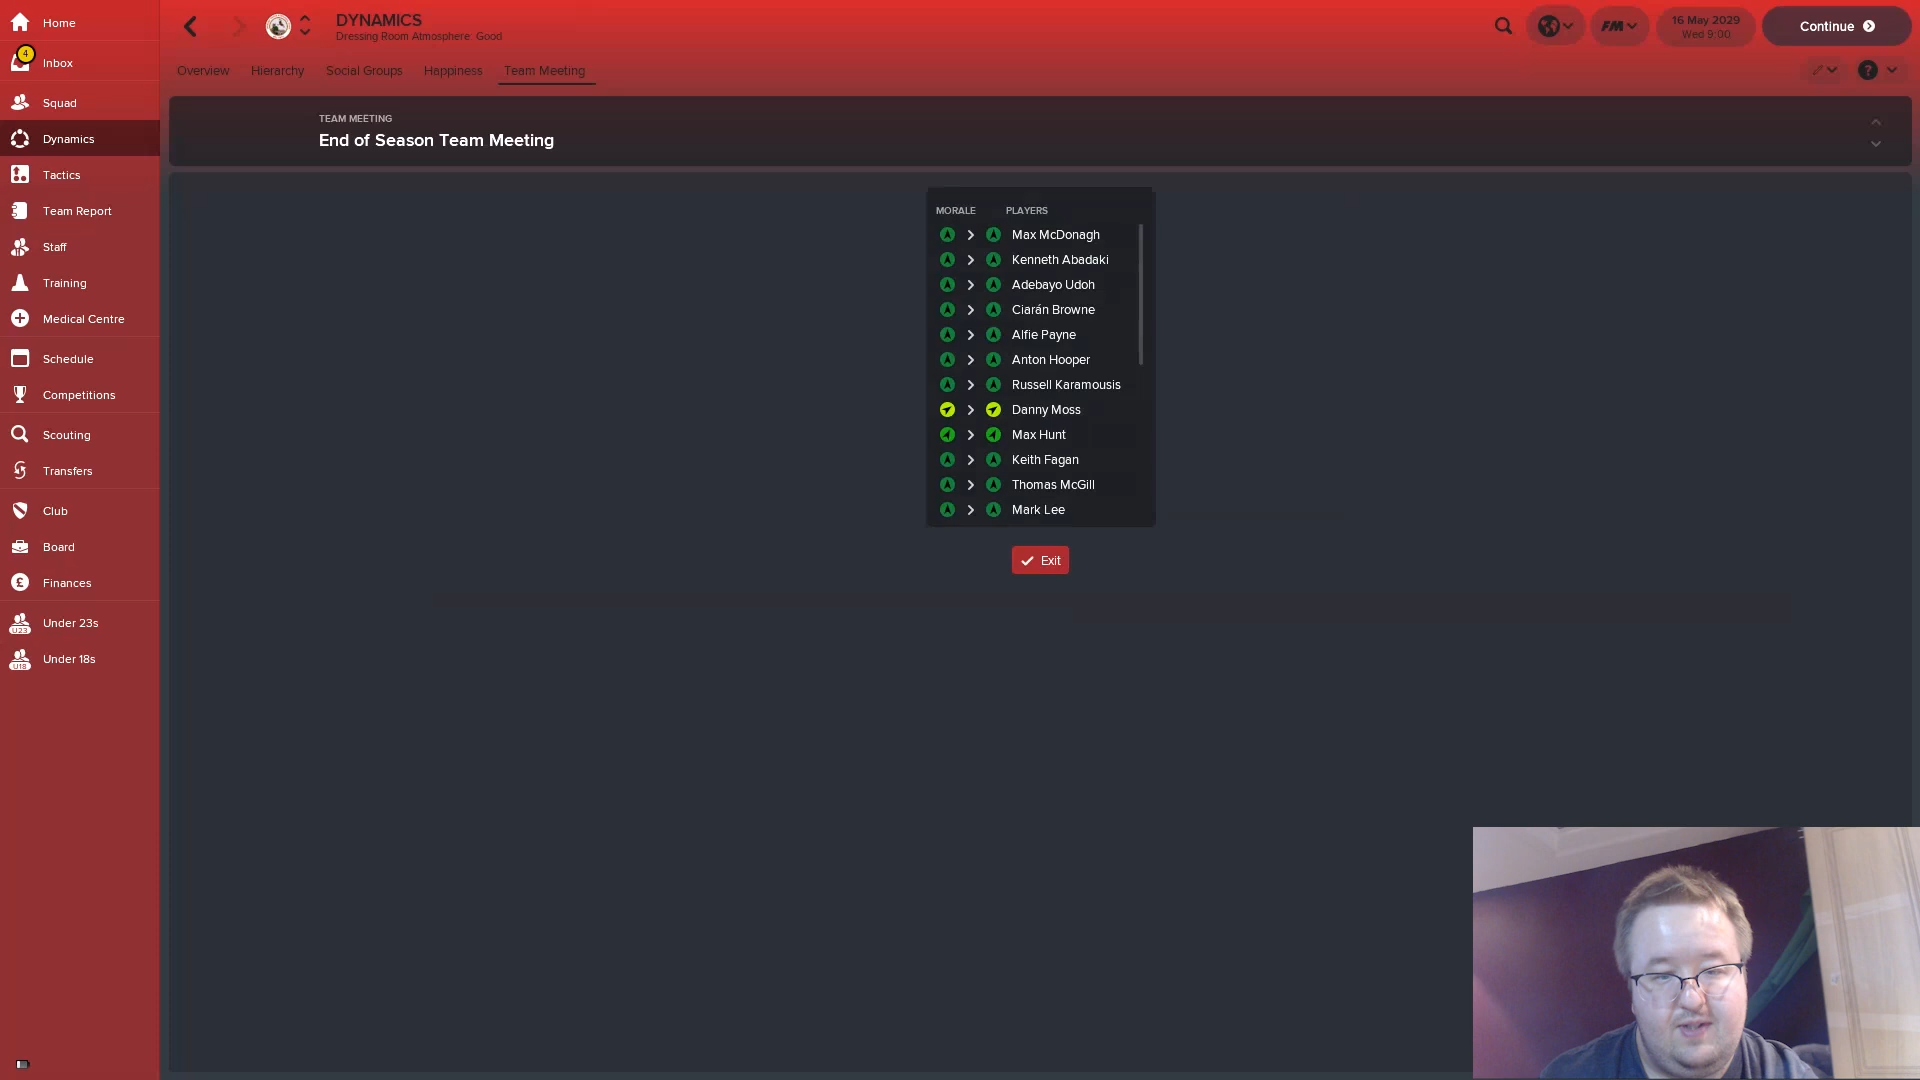 Home
4
Inbox
Squad
Dynamics
Tactics
Team Report
Staff
Training
Medical Centre
Schedule
Competitions
Scouting
Transfers
Club
Board
£
Finances
U23
Under 23s
U18
Under 18s
DYNAMICS
Dressing Room Atmosphere: Good
FM
16 May 2029
Wed 9:00
Continue
Overview
Hierarchy
Social Groups
Happiness
Team Meeting
?
TEAM MEETING
End of Season Team Meeting
MORALE PLAYERS
Max McDonagh
Kenneth Abadaki
Adebayo Udoh
Ciarán Browne
Alfie Payne
Anton Hooper
Russell Karamousis
Danny Moss
Max Hunt
Keith Fagan
Thomas McGill
Mark Lee
Exit